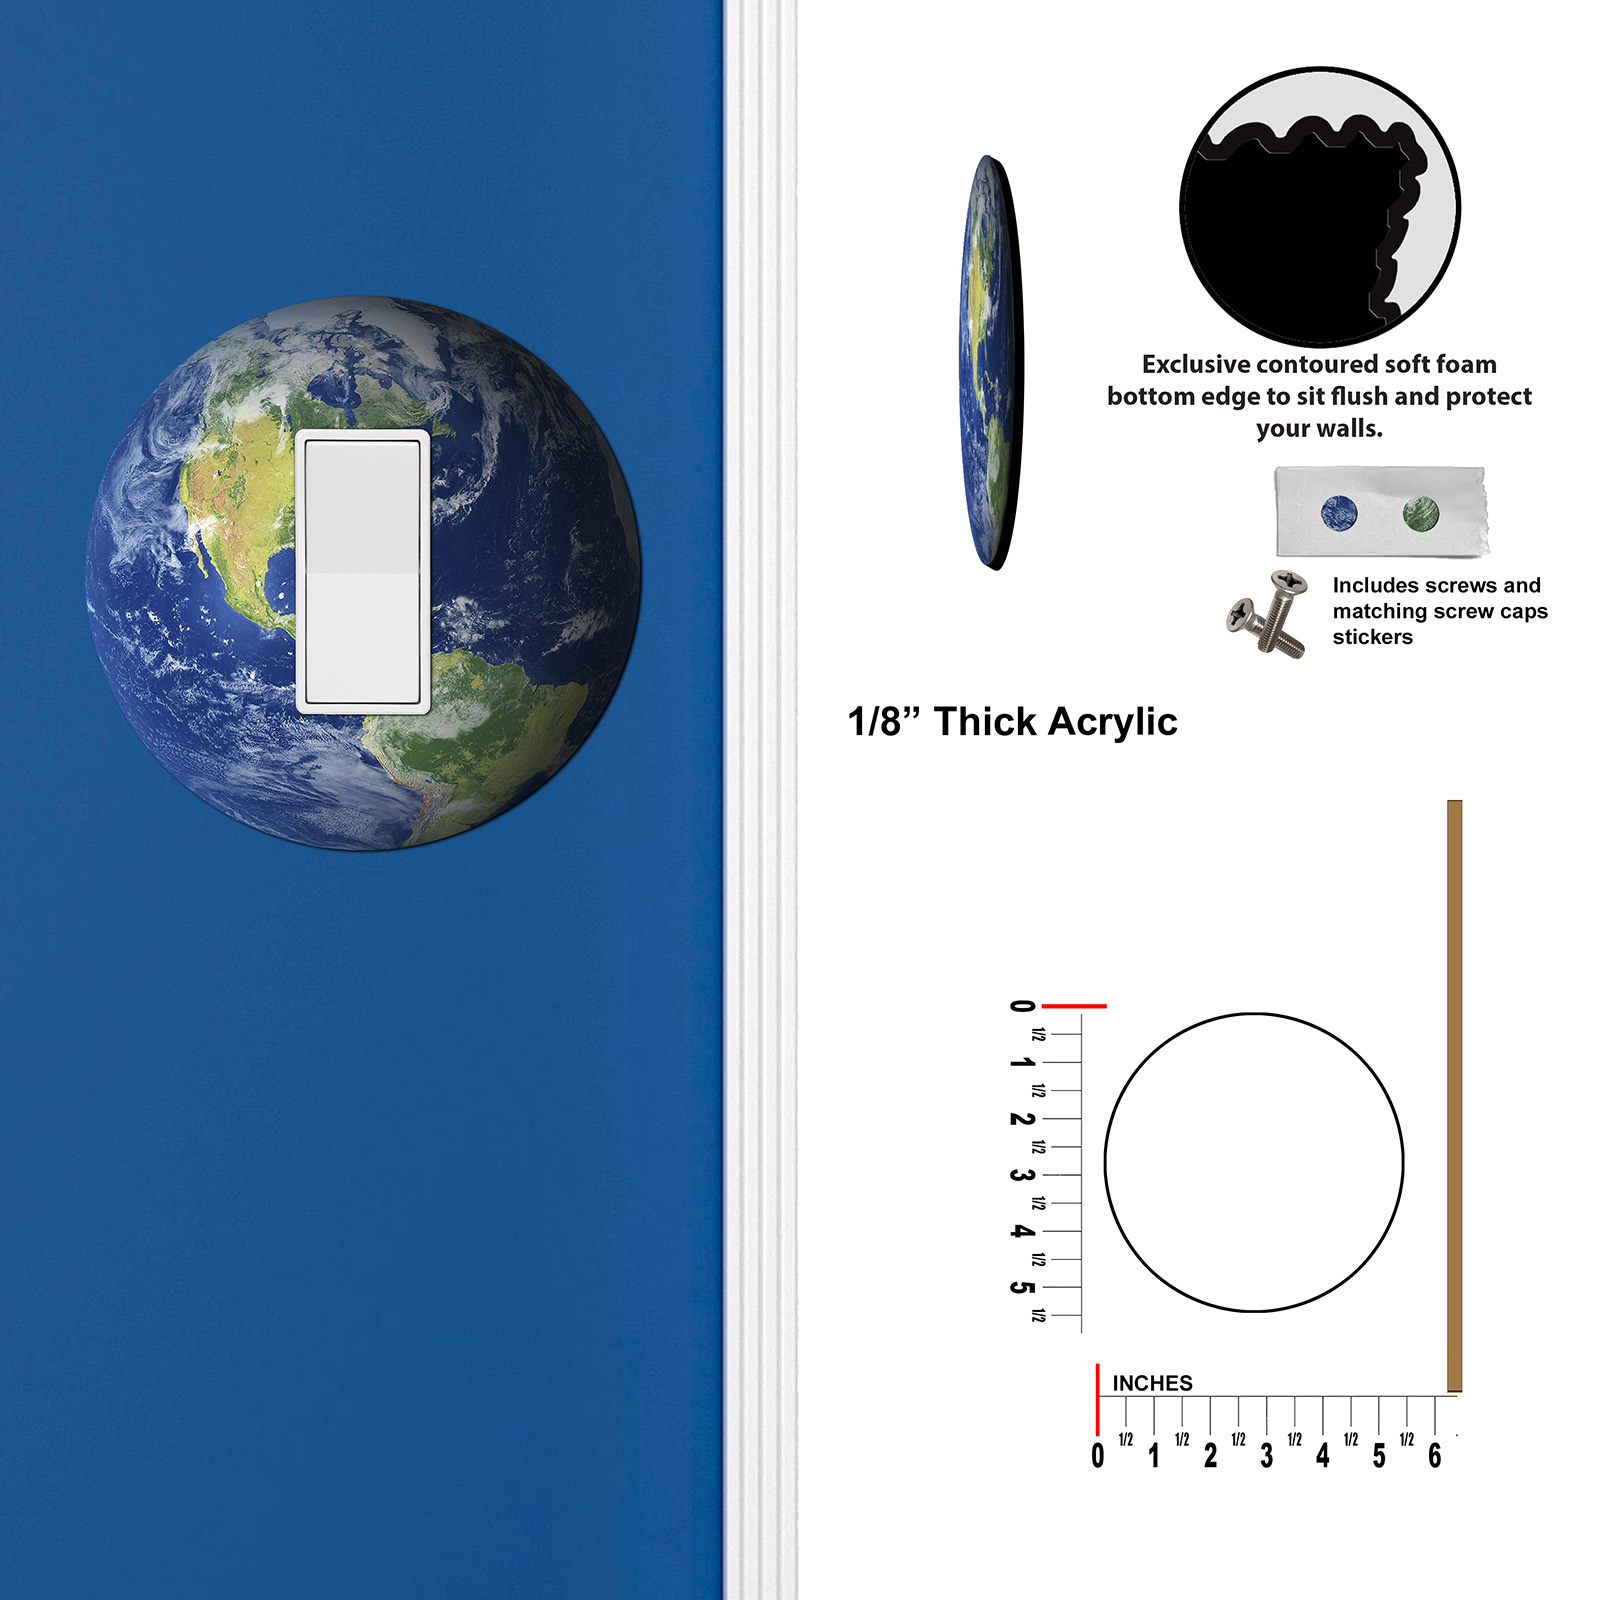 Exclusive contoured soft foam
bottom edge to sit flush and protect
your walls.
Includes screws and
matching screw caps
stickers
1/8” Thick Acrylic
0
1/2
1
1/2
2
1/2
3
1/2
4
1/2
5
1/2
INCHES
0 1/2 1 1/2 2 1/2 3 1/2 4 1/2 5 1/2 6